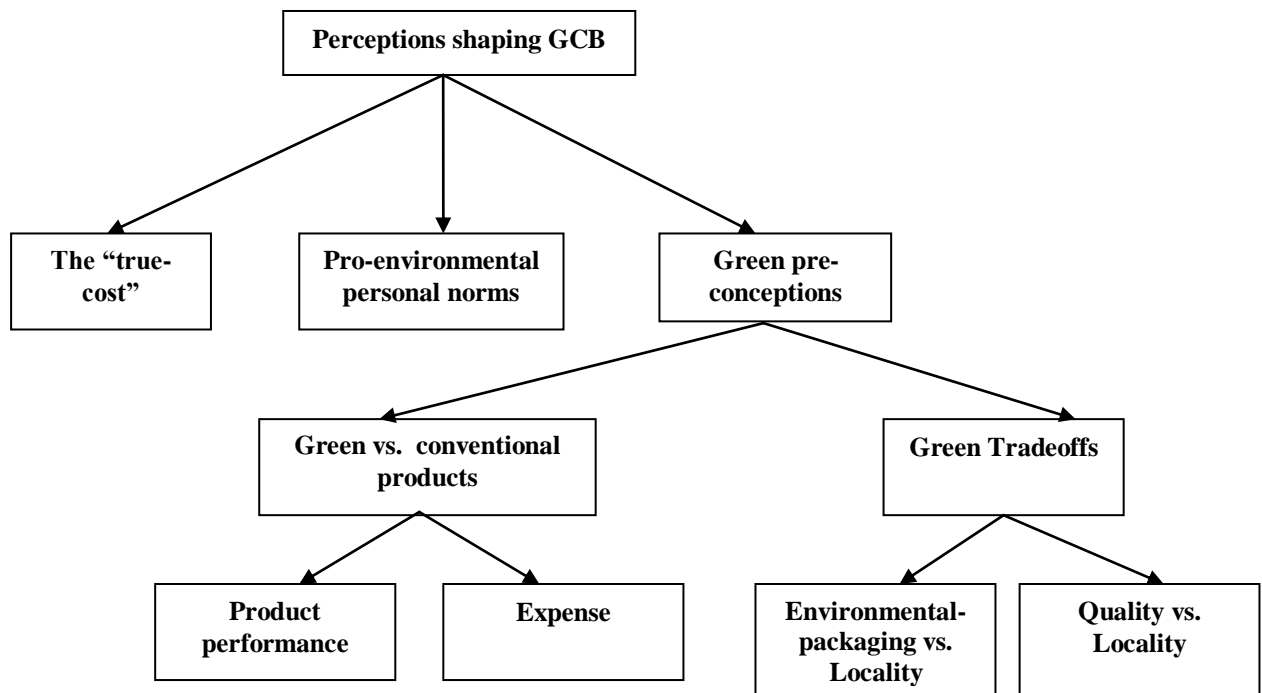 Perceptions shaping GCB
The “true-
cost”
Pro-environmental
personal norms
Green pre-
conceptions
Green vs. conventional
products
Green Tradeoffs
Product
performance
Expense
Environmental-
packaging vs.
Locality
Quality vs.
Locality